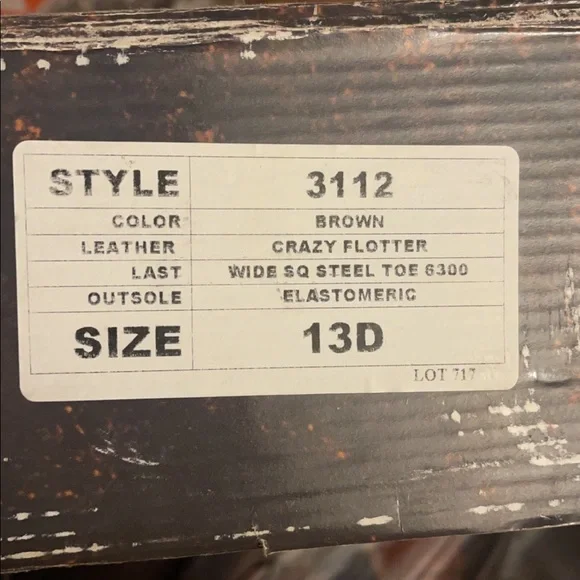 STYLE 3112
COLOR BROWN
LEATHER CRAZY FLOTTER
LAST WIDE SQ STEEL TOE 6300
OUTSOLE ELASTOMERIC
SIZE 13D
LOT 717